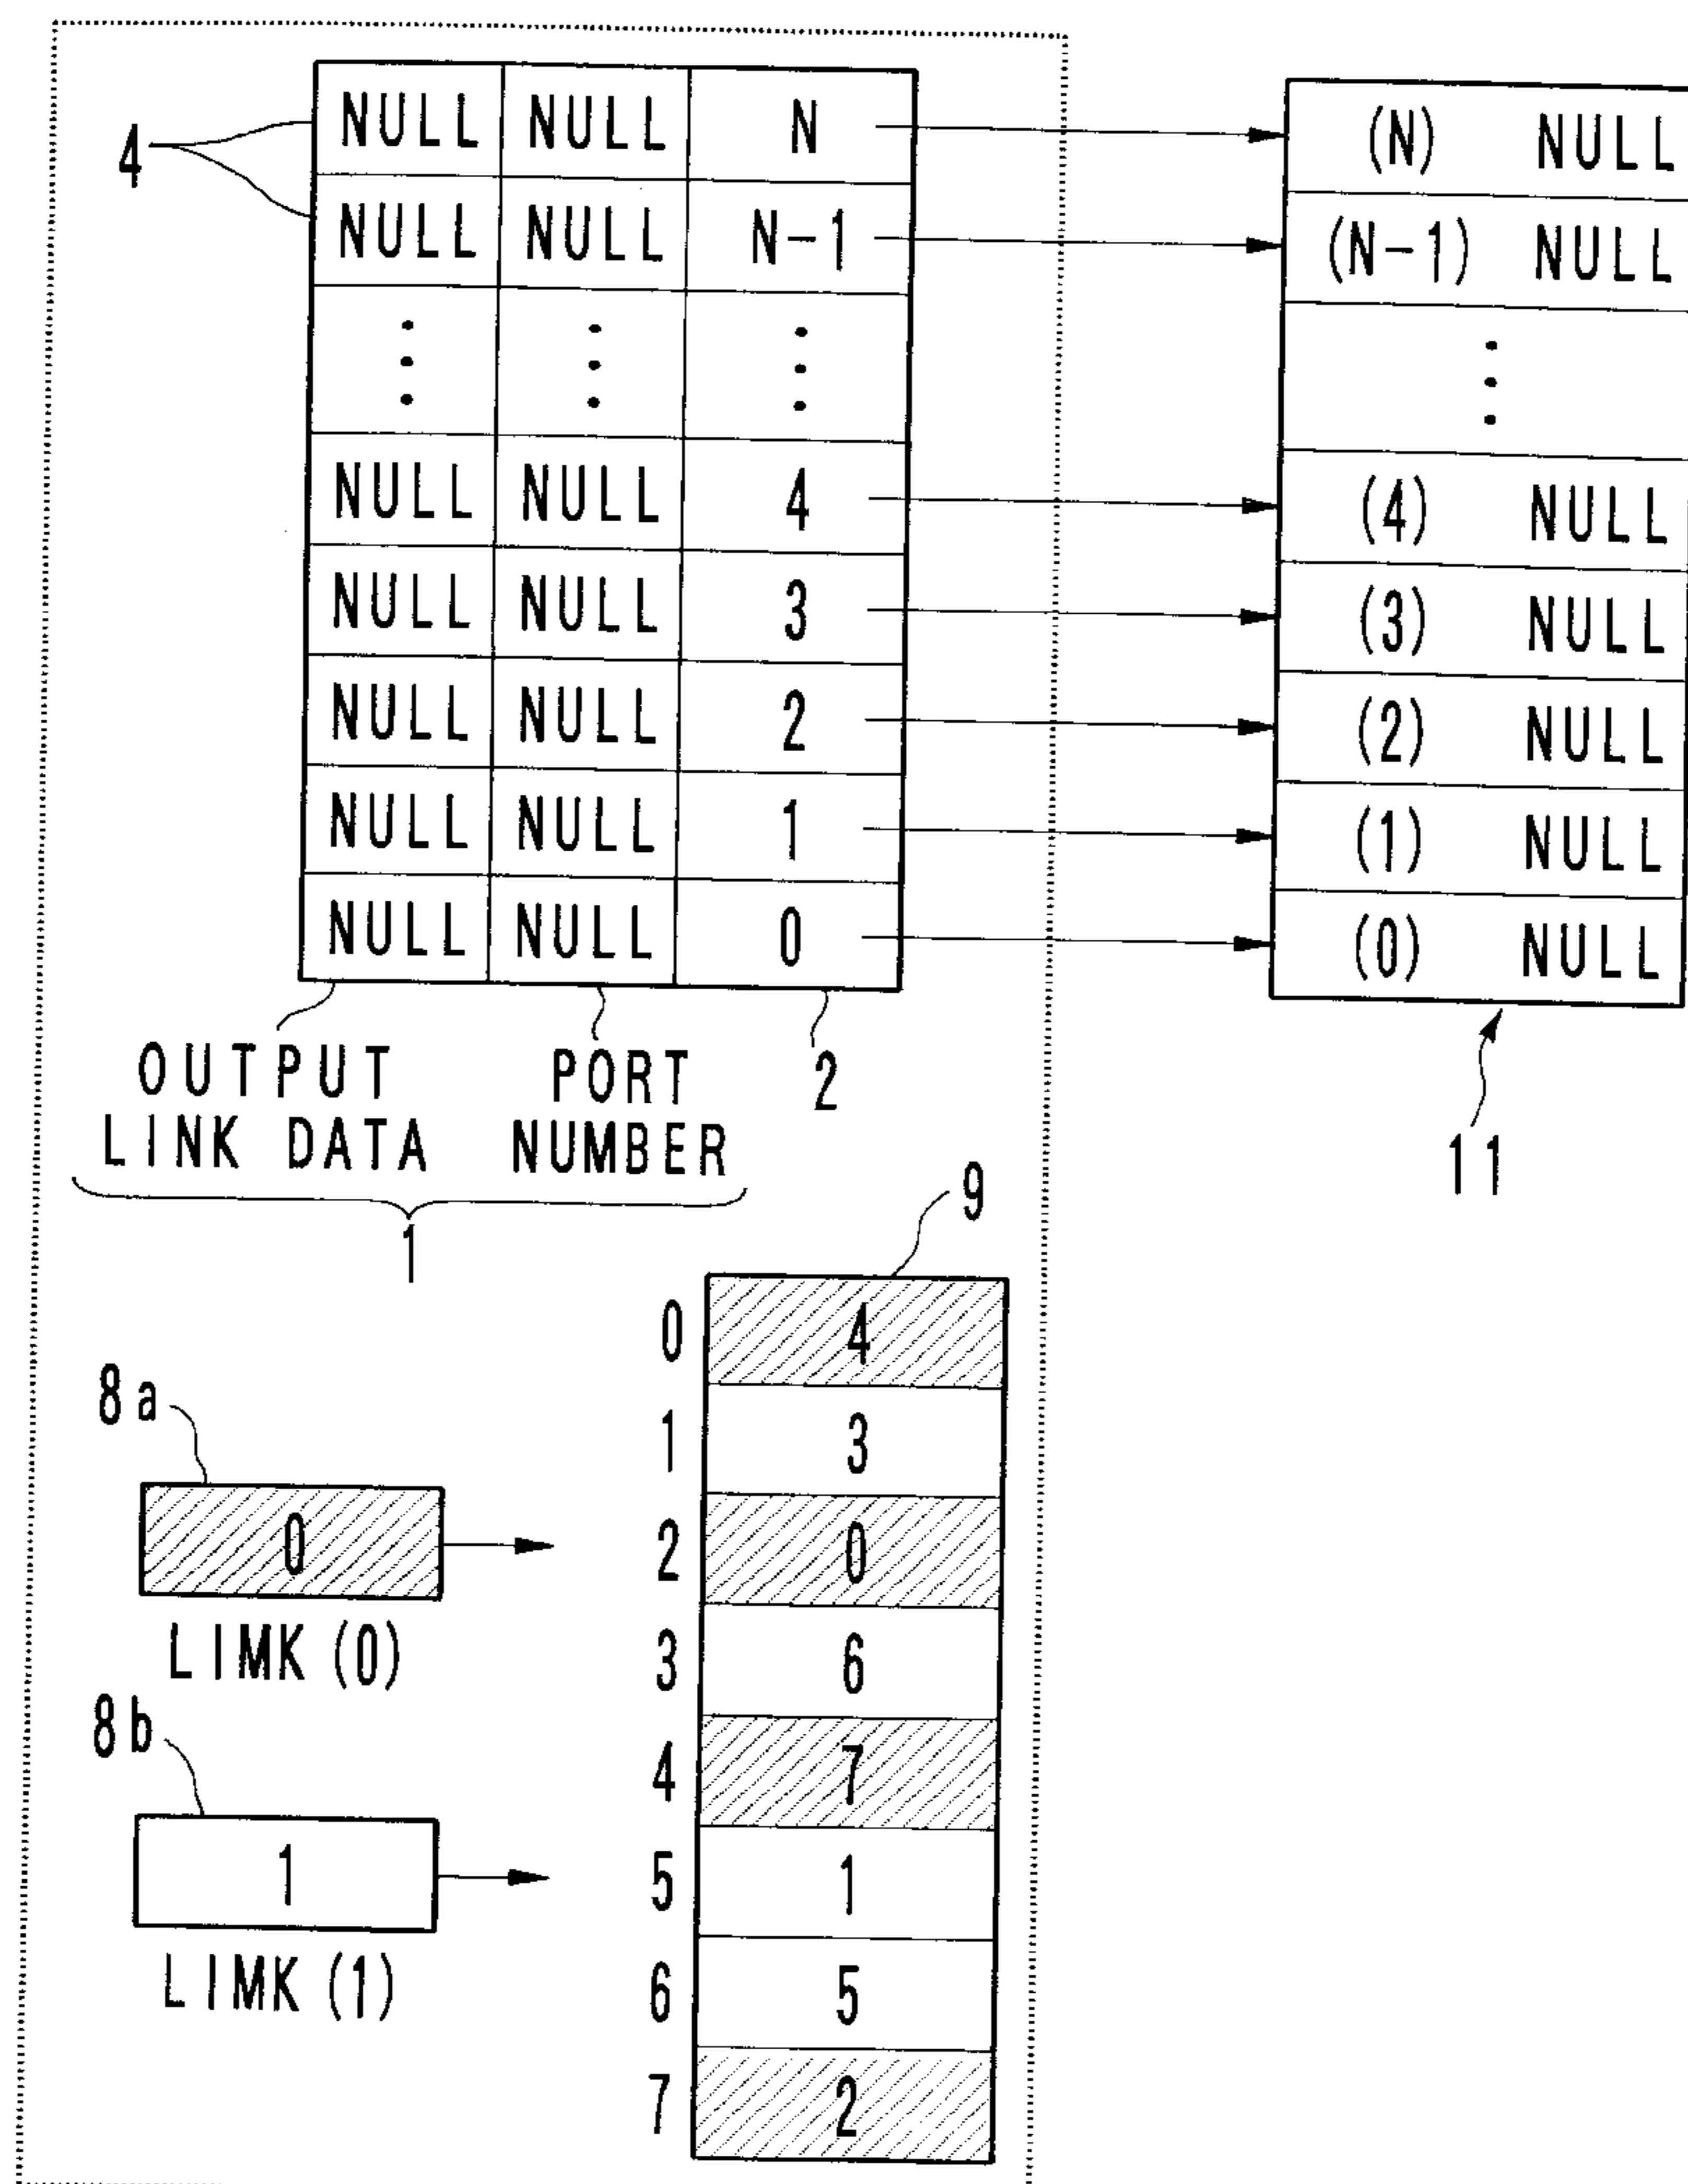 NULL NULL N (N) NULL
4
NULL NULL N-1 (N-1) NULL
NULL NULL 4 (4) NULL
NULL NULL 3 (3) NULL
NULL NULL 2 (2) NULL
NULL NULL 1 (1) NULL
NULL NULL 0 (0) NULL
OUTPUT LINK DATA
PORT NUMBER
2
11
1
9
0 4
8a
1 3
0
2 0
LIMK (0)
3 6
8b
4 7
1
5 1
LIMK (1)
6 5
7 2